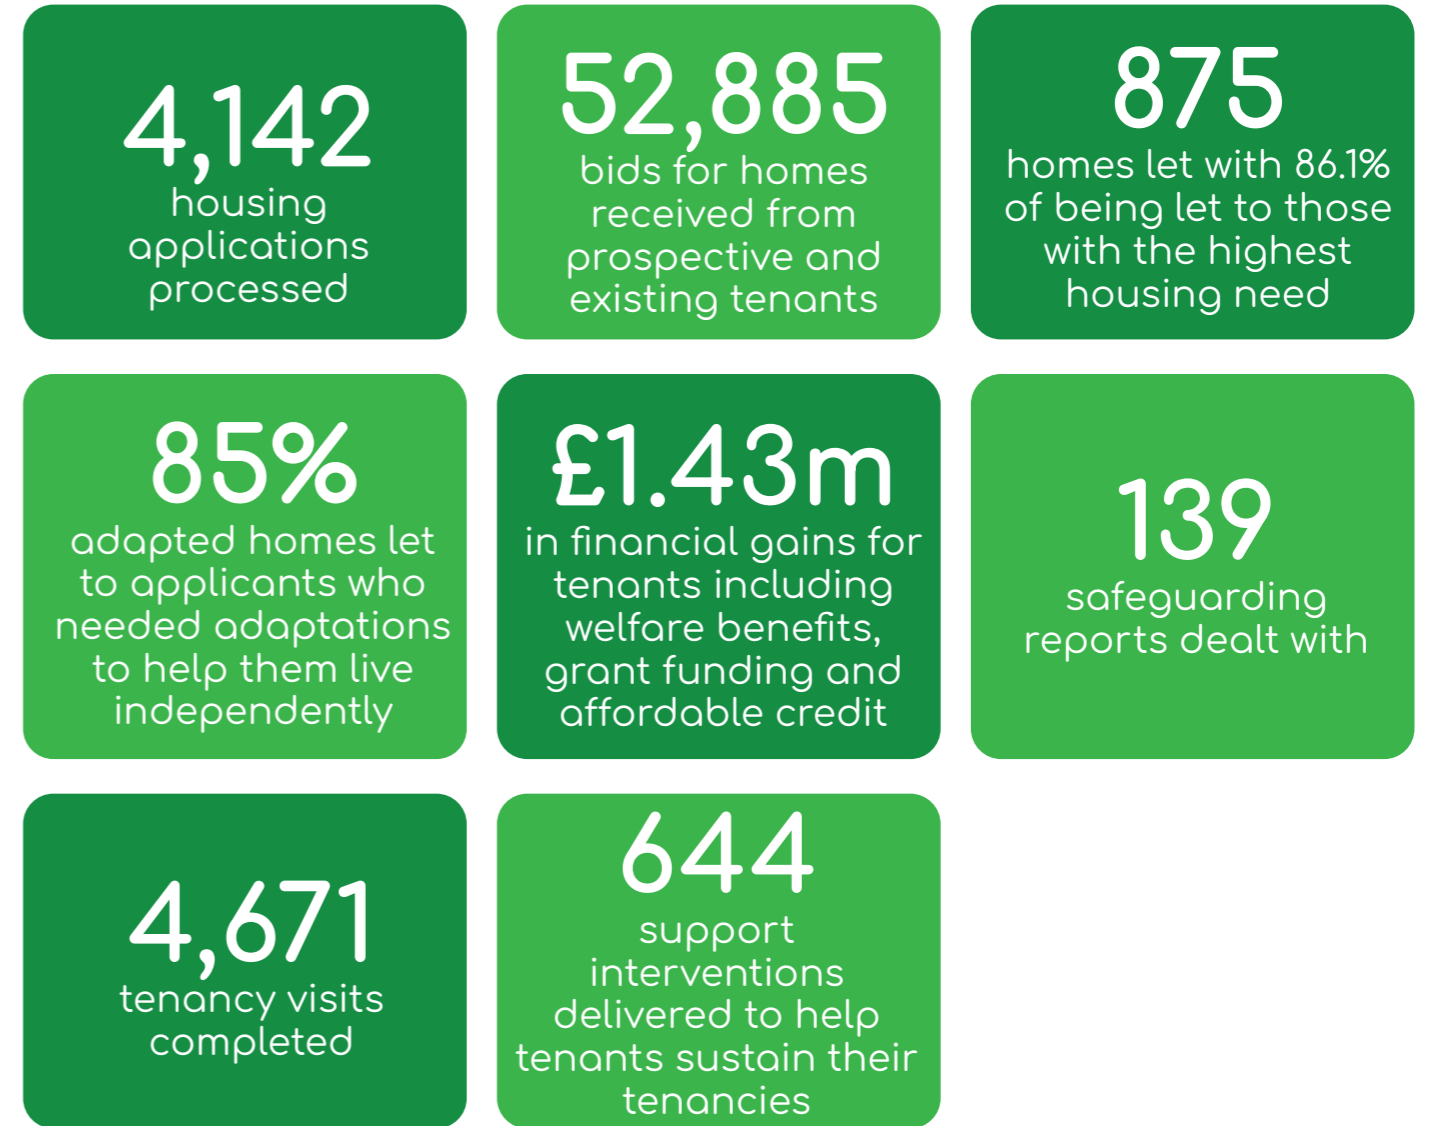 4,142
housing
applications
processed
52,885
bids for homes
received from
prospective and
existing tenants
875
homes let with 86.1%
of being let to those
with the highest
housing need
85%
adapted homes let
to applicants who
needed adaptations
to help them live
independently
£1.43m
in financial gains for
tenants including
welfare benefits,
grant funding and
affordable credit
139
safeguarding
reports dealt with
4,671
tenancy visits
completed
644
support
interventions
delivered to help
tenants sustain their
tenancies